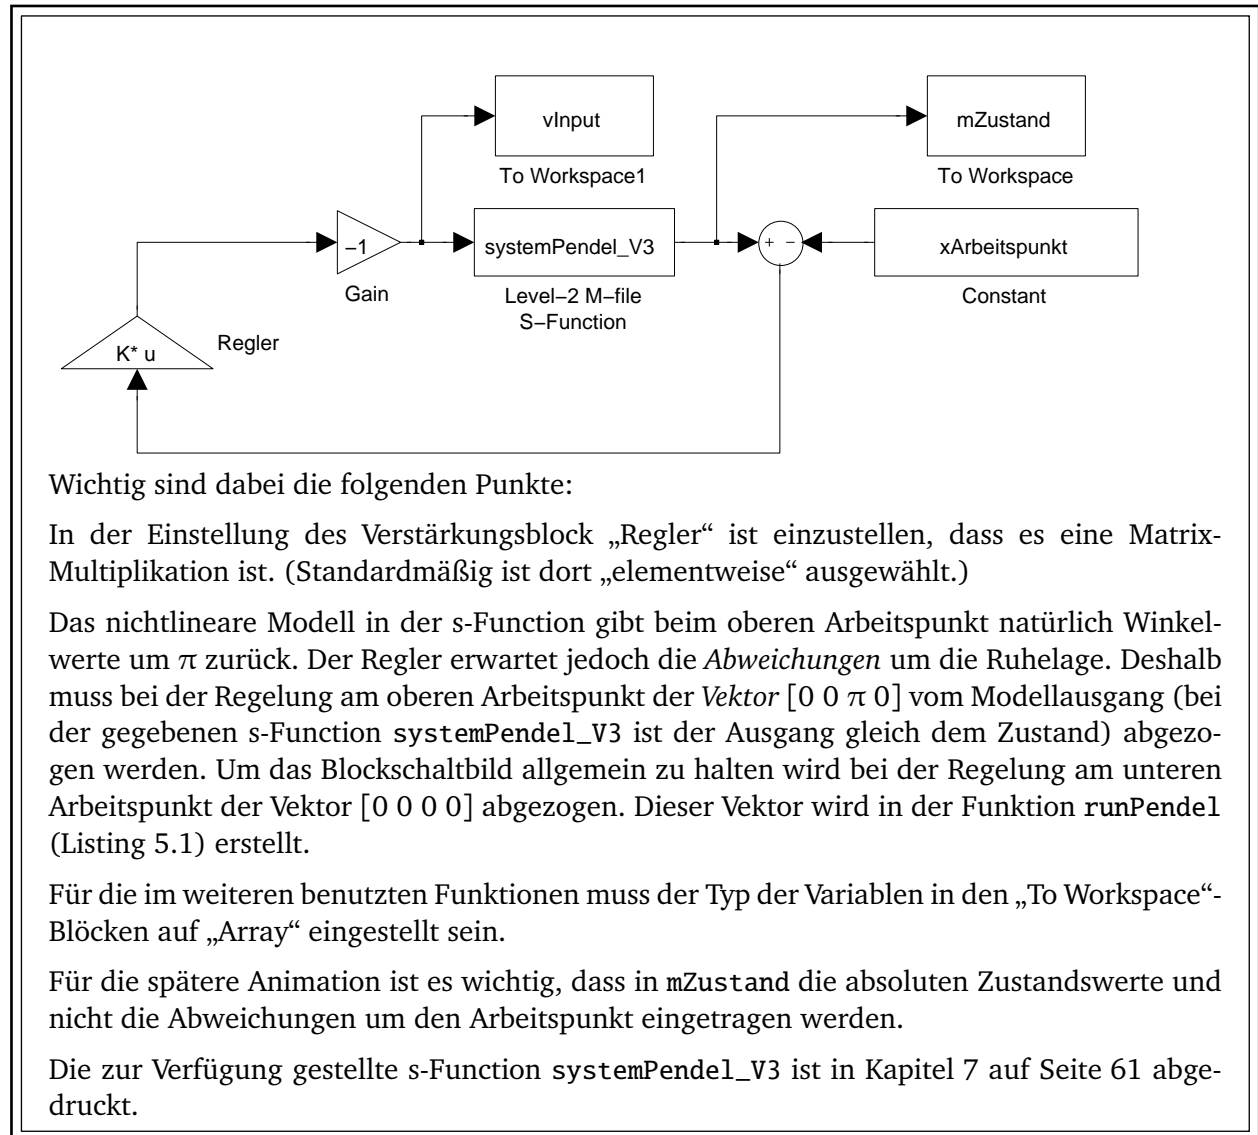 vInput
To Workspace1
mZustand
To Workspace
−1
Gain
systemPendel_V3
Level−2 M−file
S−Function
+ −
xArbeitspunkt
Constant
K* u
Regler
Wichtig sind dabei die folgenden Punkte:
In der Einstellung des Verstärkungsblock „Regler“ ist einzustellen, dass es eine Matrix-
Multiplikation ist. (Standardmäßig ist dort „elementweise“ ausgewählt.)
Das nichtlineare Modell in der s-Function gibt beim oberen Arbeitspunkt natürlich Winkel-
werte um π zurück. Der Regler erwartet jedoch die Abweichungen um die Ruhelage. Deshalb
muss bei der Regelung am oberen Arbeitspunkt der Vektor [0 0 π 0] vom Modellausgang (bei
der gegebenen s-Function systemPendel_V3 ist der Ausgang gleich dem Zustand) abgezo-
gen werden. Um das Blockschaltbild allgemein zu halten wird bei der Regelung am unteren
Arbeitspunkt der Vektor [0 0 0 0] abgezogen. Dieser Vektor wird in der Funktion runPendel
(Listing 5.1) erstellt.
Für die im weiteren benutzten Funktionen muss der Typ der Variablen in den „To Workspace“-
Blöcken auf „Array“ eingestellt sein.
Für die spätere Animation ist es wichtig, dass in mZustand die absoluten Zustandswerte und
nicht die Abweichungen um den Arbeitspunkt eingetragen werden.
Die zur Verfügung gestellte s-Function systemPendel_V3 ist in Kapitel 7 auf Seite 61 abge-
druckt.